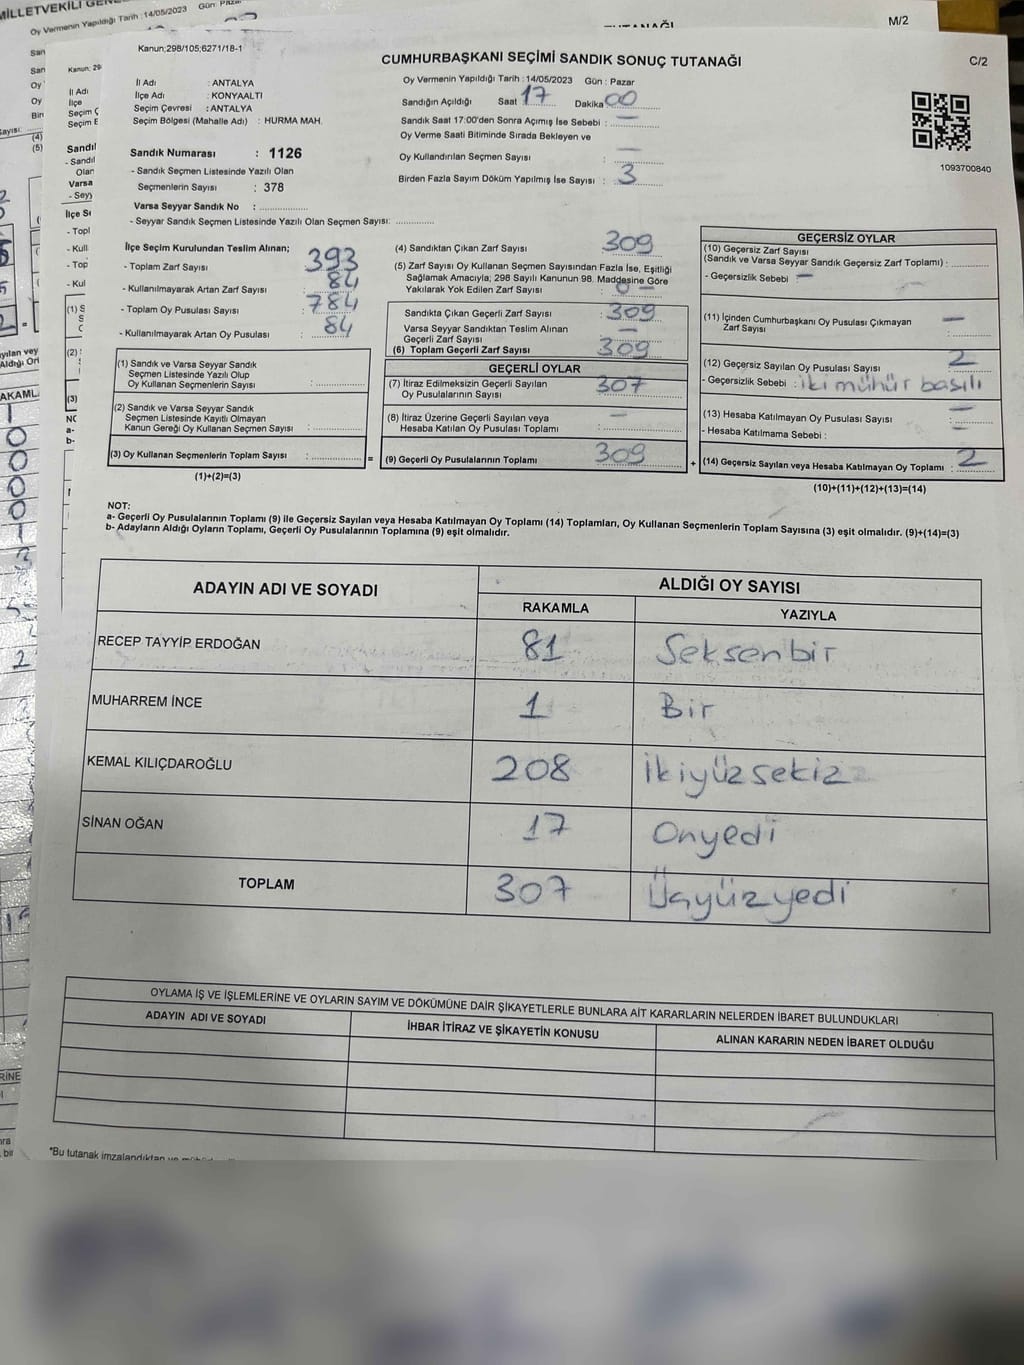 MİLLETVEKİLİ
Oy Vermenin Yapıldığı Tarih : 14/05/2023 Gün : Pazar
M/2
Kanun;298/105;6271/18-1
CUMHURBAŞKANI SEÇİMİ SANDIK SONUÇ TUTANAĞI
C/2
İl Adı : ANTALYA
İlçe Adı : KONYAALTI
Seçim Çevresi : ANTALYA
Seçim Bölgesi (Mahalle Adı) : HURMA MAH.
Sandık Numarası : 1126
- Sandık Seçmen Listesinde Yazılı Olan
Seçmenlerin Sayısı : 378
Varsa Seyyar Sandık No : ..................
- Seyyar Sandık Seçmen Listesinde Yazılı Olan Seçmen Sayısı: ..............
Oy Vermenin Yapıldığı Tarih : 14/05/2023 Gün : Pazar
Sandığın Açıldığı Saat 17 Dakika 00
Sandık Saat 17:00'den Sonra Açımış İse Sebebi : —
Oy Verme Saati Bitiminde Sırada Bekleyen ve
Oy Kullandırılan Seçmen Sayısı : —
Birden Fazla Sayım Döküm Yapılmış İse Sayısı : 3
1093700840
İlçe Seçim Kurulundan Teslim Alınan;
- Toplam Zarf Sayısı : 393
- Kullanılmayarak Artan Zarf Sayısı : 84
- Toplam Oy Pusulası Sayısı : 784
- Kullanılmayarak Artan Oy Pusulası : 84
(1) Sandık ve Varsa Seyyar Sandık
Seçmen Listesinde Yazılı Olup
Oy Kullanan Seçmenlerin Sayısı : ..............
(2) Sandık ve Varsa Seyyar Sandık
Seçmen Listesinde Kayıtlı Olmayan
Kanun Gereği Oy Kullanan Seçmen Sayısı : ..............
(3) Oy Kullanan Seçmenlerin Toplam Sayısı : ..............
(1)+(2)=(3)
(4) Sandıktan Çıkan Zarf Sayısı : 309
(5) Zarf Sayısı Oy Kullanan Seçmen Sayısından Fazla İse, Eşitliği
Sağlamak Amacıyla; 298 Sayılı Kanunun 98. Maddesine Göre
Yakılarak Yok Edilen Zarf Sayısı : 0 —
Sandıkta Çıkan Geçerli Zarf Sayısı : 309
Varsa Seyyar Sandıktan Teslim Alınan
Geçerli Zarf Sayısı : —
(6) Toplam Geçerli Zarf Sayısı : 309
GEÇERLİ OYLAR
(7) İtiraz Edilmeksizin Geçerli Sayılan
Oy Pusulalarının Sayısı : 307
(8) İtiraz Üzerine Geçerli Sayılan veya
Hesaba Katılan Oy Pusulası Toplamı : —
= (9) Geçerli Oy Pusulalarının Toplamı : 309
GEÇERSİZ OYLAR
(10) Geçersiz Zarf Sayısı
(Sandık ve Varsa Seyyar Sandık Geçersiz Zarf Toplamı) : ..........
- Geçersizlik Sebebi : —
(11) İçinden Cumhurbaşkanı Oy Pusulası Çıkmayan
Zarf Sayısı : —
(12) Geçersiz Sayılan Oy Pusulası Sayısı : 2
- Geçersizlik Sebebi : iki mühür basılı
(13) Hesaba Katılmayan Oy Pusulası Sayısı : —
- Hesaba Katılmama Sebebi : —
+ (14) Geçersiz Sayılan veya Hesaba Katılmayan Oy Toplamı : 2
(10)+(11)+(12)+(13)=(14)
NOT:
a- Geçerli Oy Pusulalarının Toplamı (9) ile Geçersiz Sayılan veya Hesaba Katılmayan Oy Toplamı (14) Toplamları, Oy Kullanan Seçmenlerin Toplam Sayısına (3) eşit olmalıdır. (9)+(14)=(3)
b- Adayların Aldığı Oyların Toplamı, Geçerli Oy Pusulalarının Toplamına (9) eşit olmalıdır.
ADAYIN ADI VE SOYADI ALDIĞI OY SAYISI
RAKAMLA YAZIYLA
RECEP TAYYİP ERDOĞAN 81 Seksenbir
MUHARREM İNCE 1 Bir
KEMAL KILIÇDAROĞLU 208 İkiyüzsekiz
SİNAN OĞAN 17 Onyedi
TOPLAM 307 Üçyüzyedi
OYLAMA İŞ VE İŞLEMLERİNE VE OYLARIN SAYIM VE DÖKÜMÜNE DAİR ŞİKAYETLERLE BUNLARA AİT KARARLARIN NELERDEN İBARET BULUNDUKLARI
ADAYIN ADI VE SOYADI İHBAR İTİRAZ VE ŞİKAYETİN KONUSU ALINAN KARARIN NEDEN İBARET OLDUĞU
*Bu tutanak imzalandıktan ve